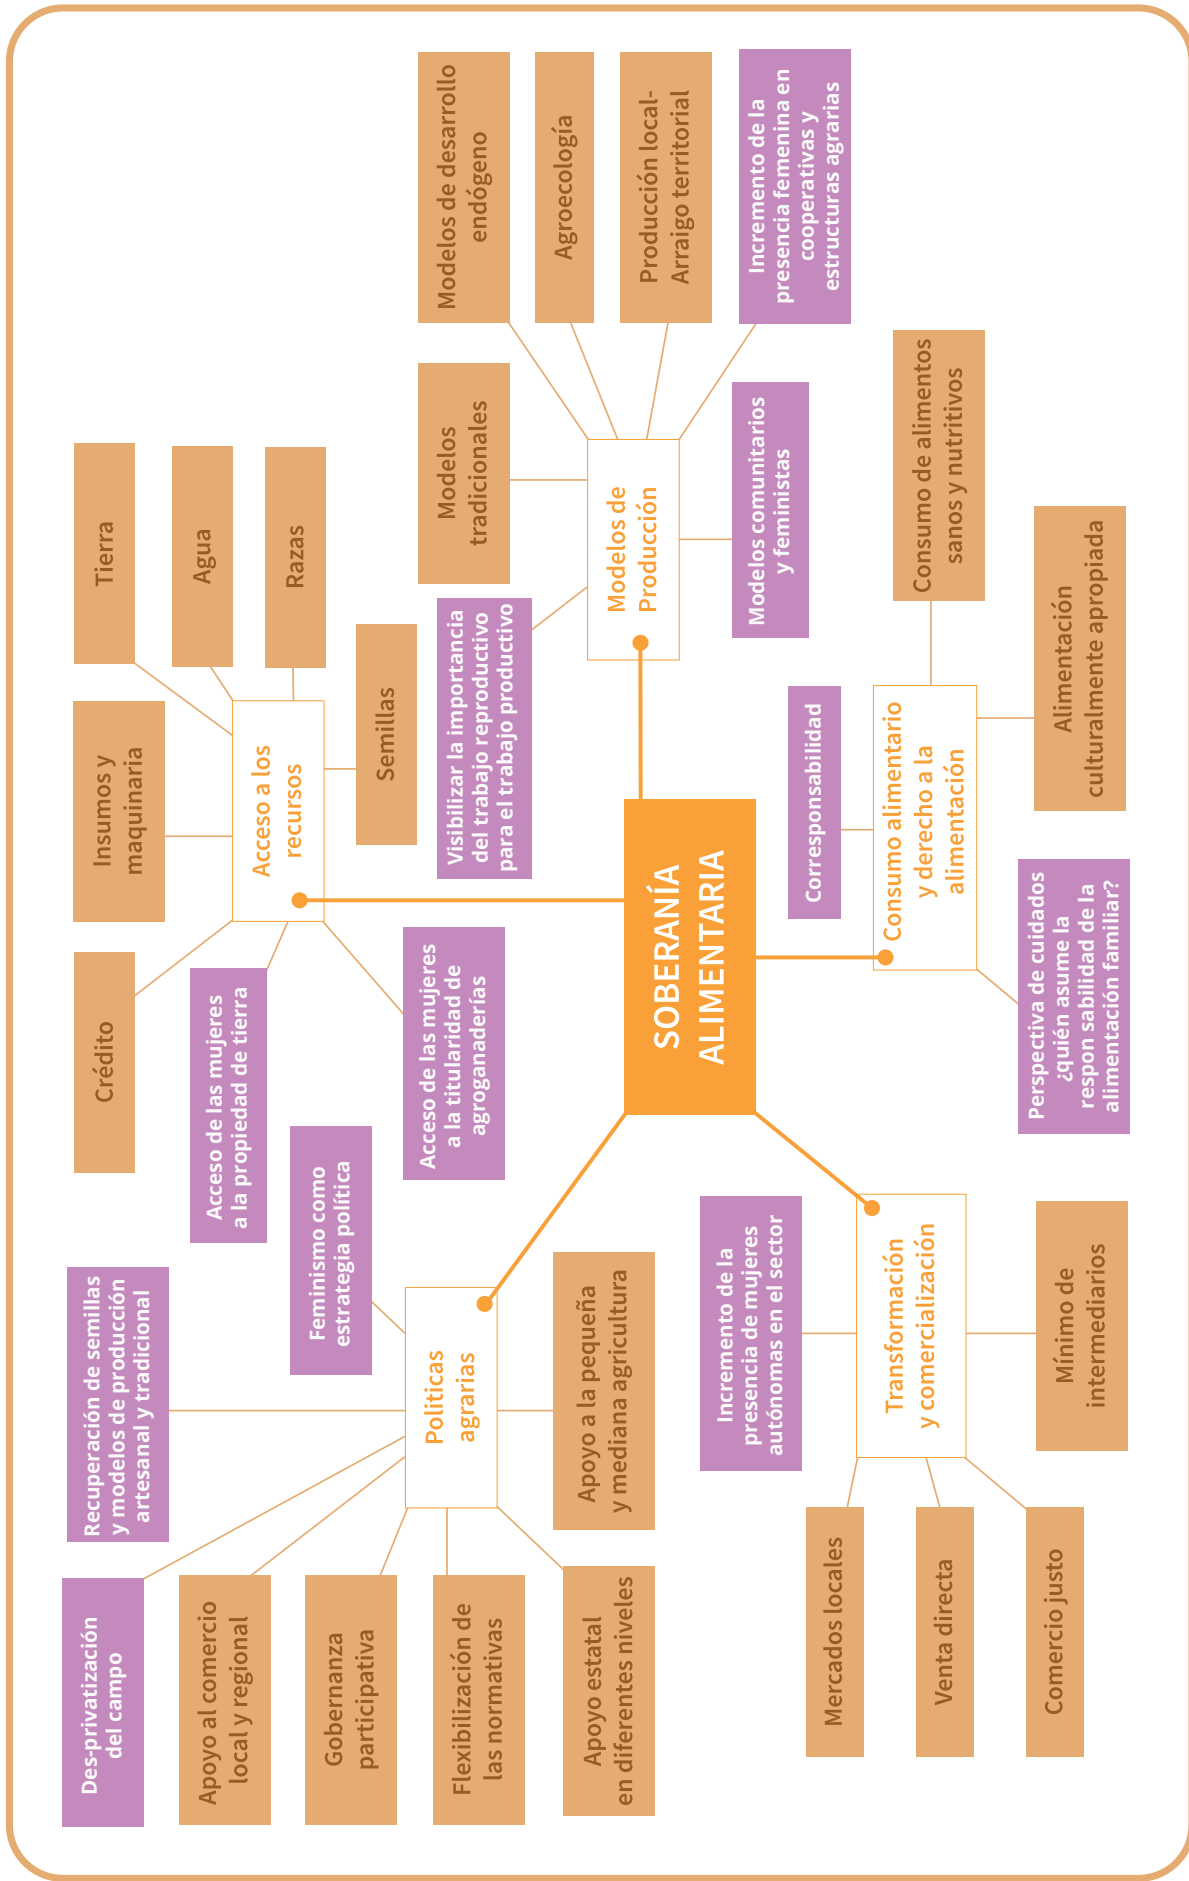 SOBERANÍA
ALIMENTARIA
Politicas
agrarias
Des-privatización
del campo
Recuperación de semillas
y modelos de producción
artesanal y tradicional
Feminismo como
estrategia política
Apoyo al comercio
local y regional
Gobernanza
participativa
Flexibilización de
las normativas
Apoyo estatal
en diferentes niveles
Apoyo a la pequeña
y mediana agricultura
Acceso a los
recursos
Crédito
Insumos y
maquinaria
Tierra
Agua
Razas
Semillas
Acceso de las mujeres
a la propiedad de tierra
Acceso de las mujeres
a la titularidad de
agroganaderías
Modelos de
Producción
Visibilizar la importancia
del trabajo reproductivo
para el trabajo productivo
Modelos
tradicionales
Modelos de desarrollo
endógeno
Agroecología
Producción local-
Arraigo territorial
Incremento de la
presencia femenina en
cooperativas y
estructuras agrarias
Modelos comunitarios
y feministas
Consumo alimentario
y derecho a la
alimentación
Corresponsabilidad
Consumo de alimentos
sanos y nutritivos
Alimentación
culturalmente apropiada
Perspectiva de cuidados
¿quién asume la
respon sabilidad de la
alimentación familiar?
Transformación
y comercialización
Incremento de la
presencia de mujeres
autónomas en el sector
Mercados locales
Venta directa
Comercio justo
Mínimo de
intermediarios